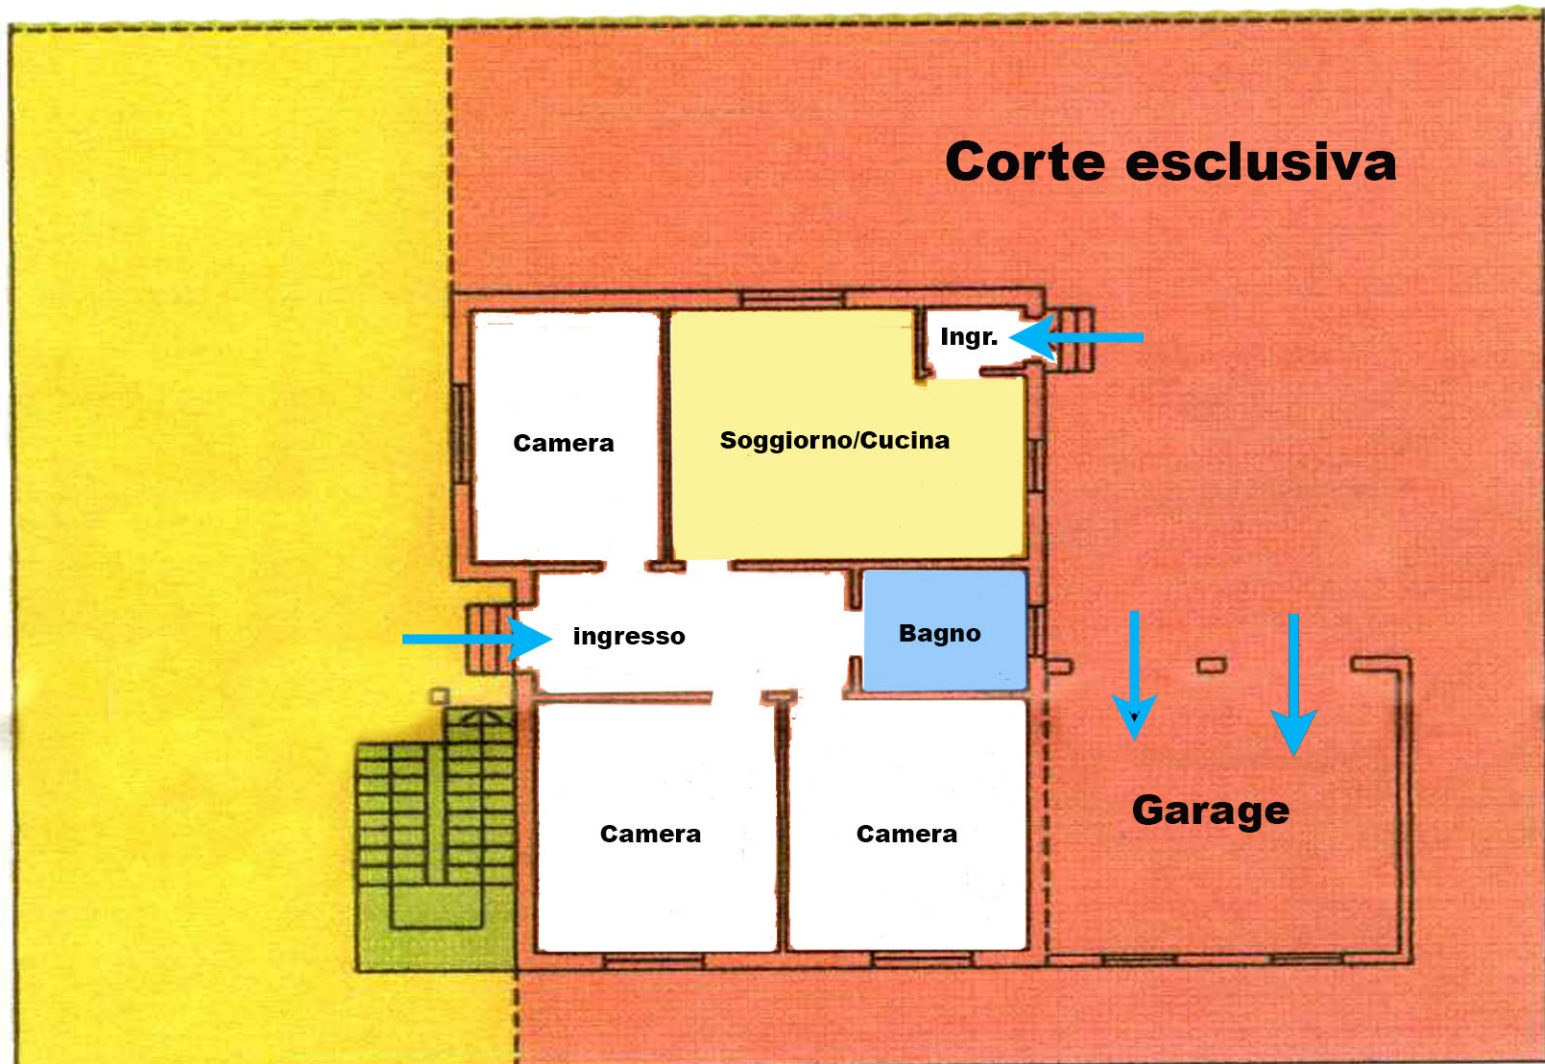 Corte esclusiva
Ingr.
Camera
Soggiorno/Cucina
ingresso
Bagno
Camera
Camera
Garage